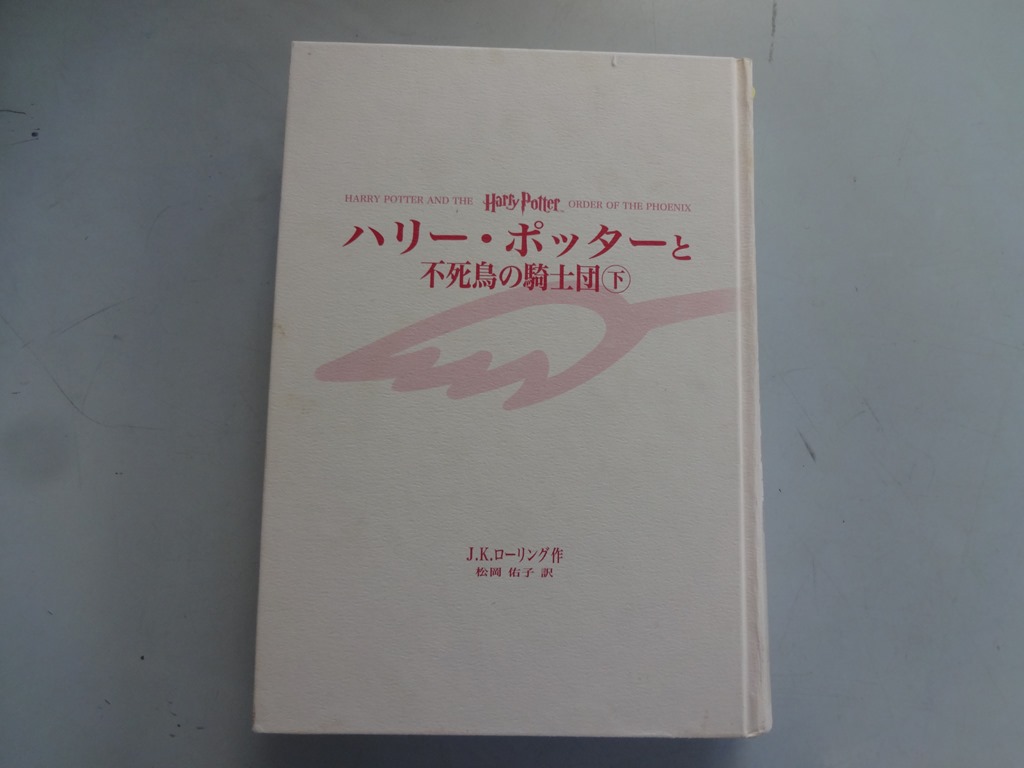 HARRY POTTER AND THE Harry Potter™ ORDER OF THE PHOENIX
ハリー・ポッターと
不死鳥の騎士団㊦
J.K.ローリング作
松岡 佑子 訳